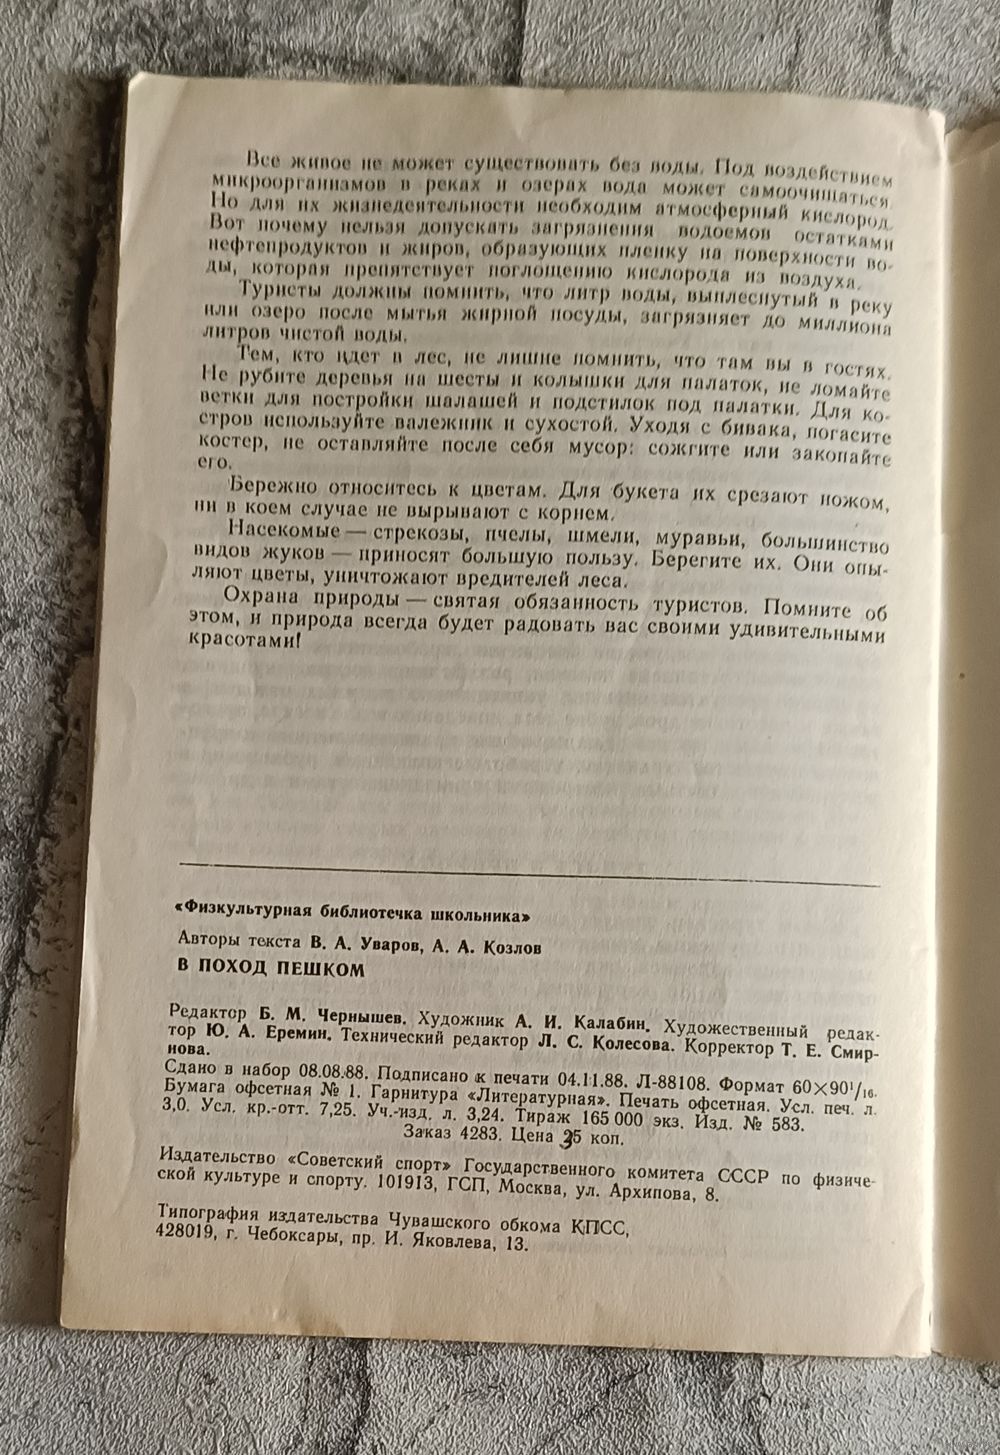 Все живое не может существовать без воды. Под воздействием
микроорганизмов в реках и озерах вода может самоочищаться.
Но для их жизнедеятельности необходим атмосферный кислород.
Вот почему нельзя допускать загрязнения водоемов остатками
нефтепродуктов и жиров, образующих пленку на поверхности во-
ды, которая препятствует поглощению кислорода из воздуха.
Туристы должны помнить, что литр воды, выплеснутый в реку
или озеро после мытья жирной посуды, загрязняет до миллиона
литров чистой воды.
Тем, кто идет в лес, не лишне помнить, что там вы в гостях.
Не рубите деревья на шесты и колышки для палаток, не ломайте
ветки для постройки шалашей и подстилок под палатки. Для ко-
стров используйте валежник и сухостой. Уходя с бивака, погасите
костер, не оставляйте после себя мусор: сожгите или закопайте
его.
Бережно относитесь к цветам. Для букета их срезают ножом,
ни в коем случае не вырывают с корнем.
Насекомые — стрекозы, пчелы, шмели, муравьи, большинство
видов жуков — приносят большую пользу. Берегите их. Они опы-
ляют цветы, уничтожают вредителей леса.
Охрана природы — святая обязанность туристов. Помните об
этом, и природа всегда будет радовать вас своими удивительными
красотами!
«Физкультурная библиотечка школьника»
Авторы текста В. А. Уваров, А. А. Козлов
В ПОХОД ПЕШКОМ
Редактор Б. М. Чернышев. Художник А. И. Калабин. Художественный редак-
тор Ю. А. Еремин. Технический редактор Л. С. Колесова. Корректор Т. Е. Смир-
нова.
Сдано в набор 08.08.88. Подписано к печати 04.11.88. Л-88108. Формат 60×90¹/₁₆.
Бумага офсетная № 1. Гарнитура «Литературная». Печать офсетная. Усл. печ. л.
3,0. Усл. кр.-отт. 7,25. Уч.-изд. л. 3,24. Тираж 165 000 экз. Изд. № 583.
Заказ 4283. Цена 35 коп.
Издательство «Советский спорт» Государственного комитета СССР по физиче-
ской культуре и спорту. 101913, ГСП, Москва, ул. Архипова, 8.
Типография издательства Чувашского обкома КПСС,
428019, г. Чебоксары, пр. И. Яковлева, 13.